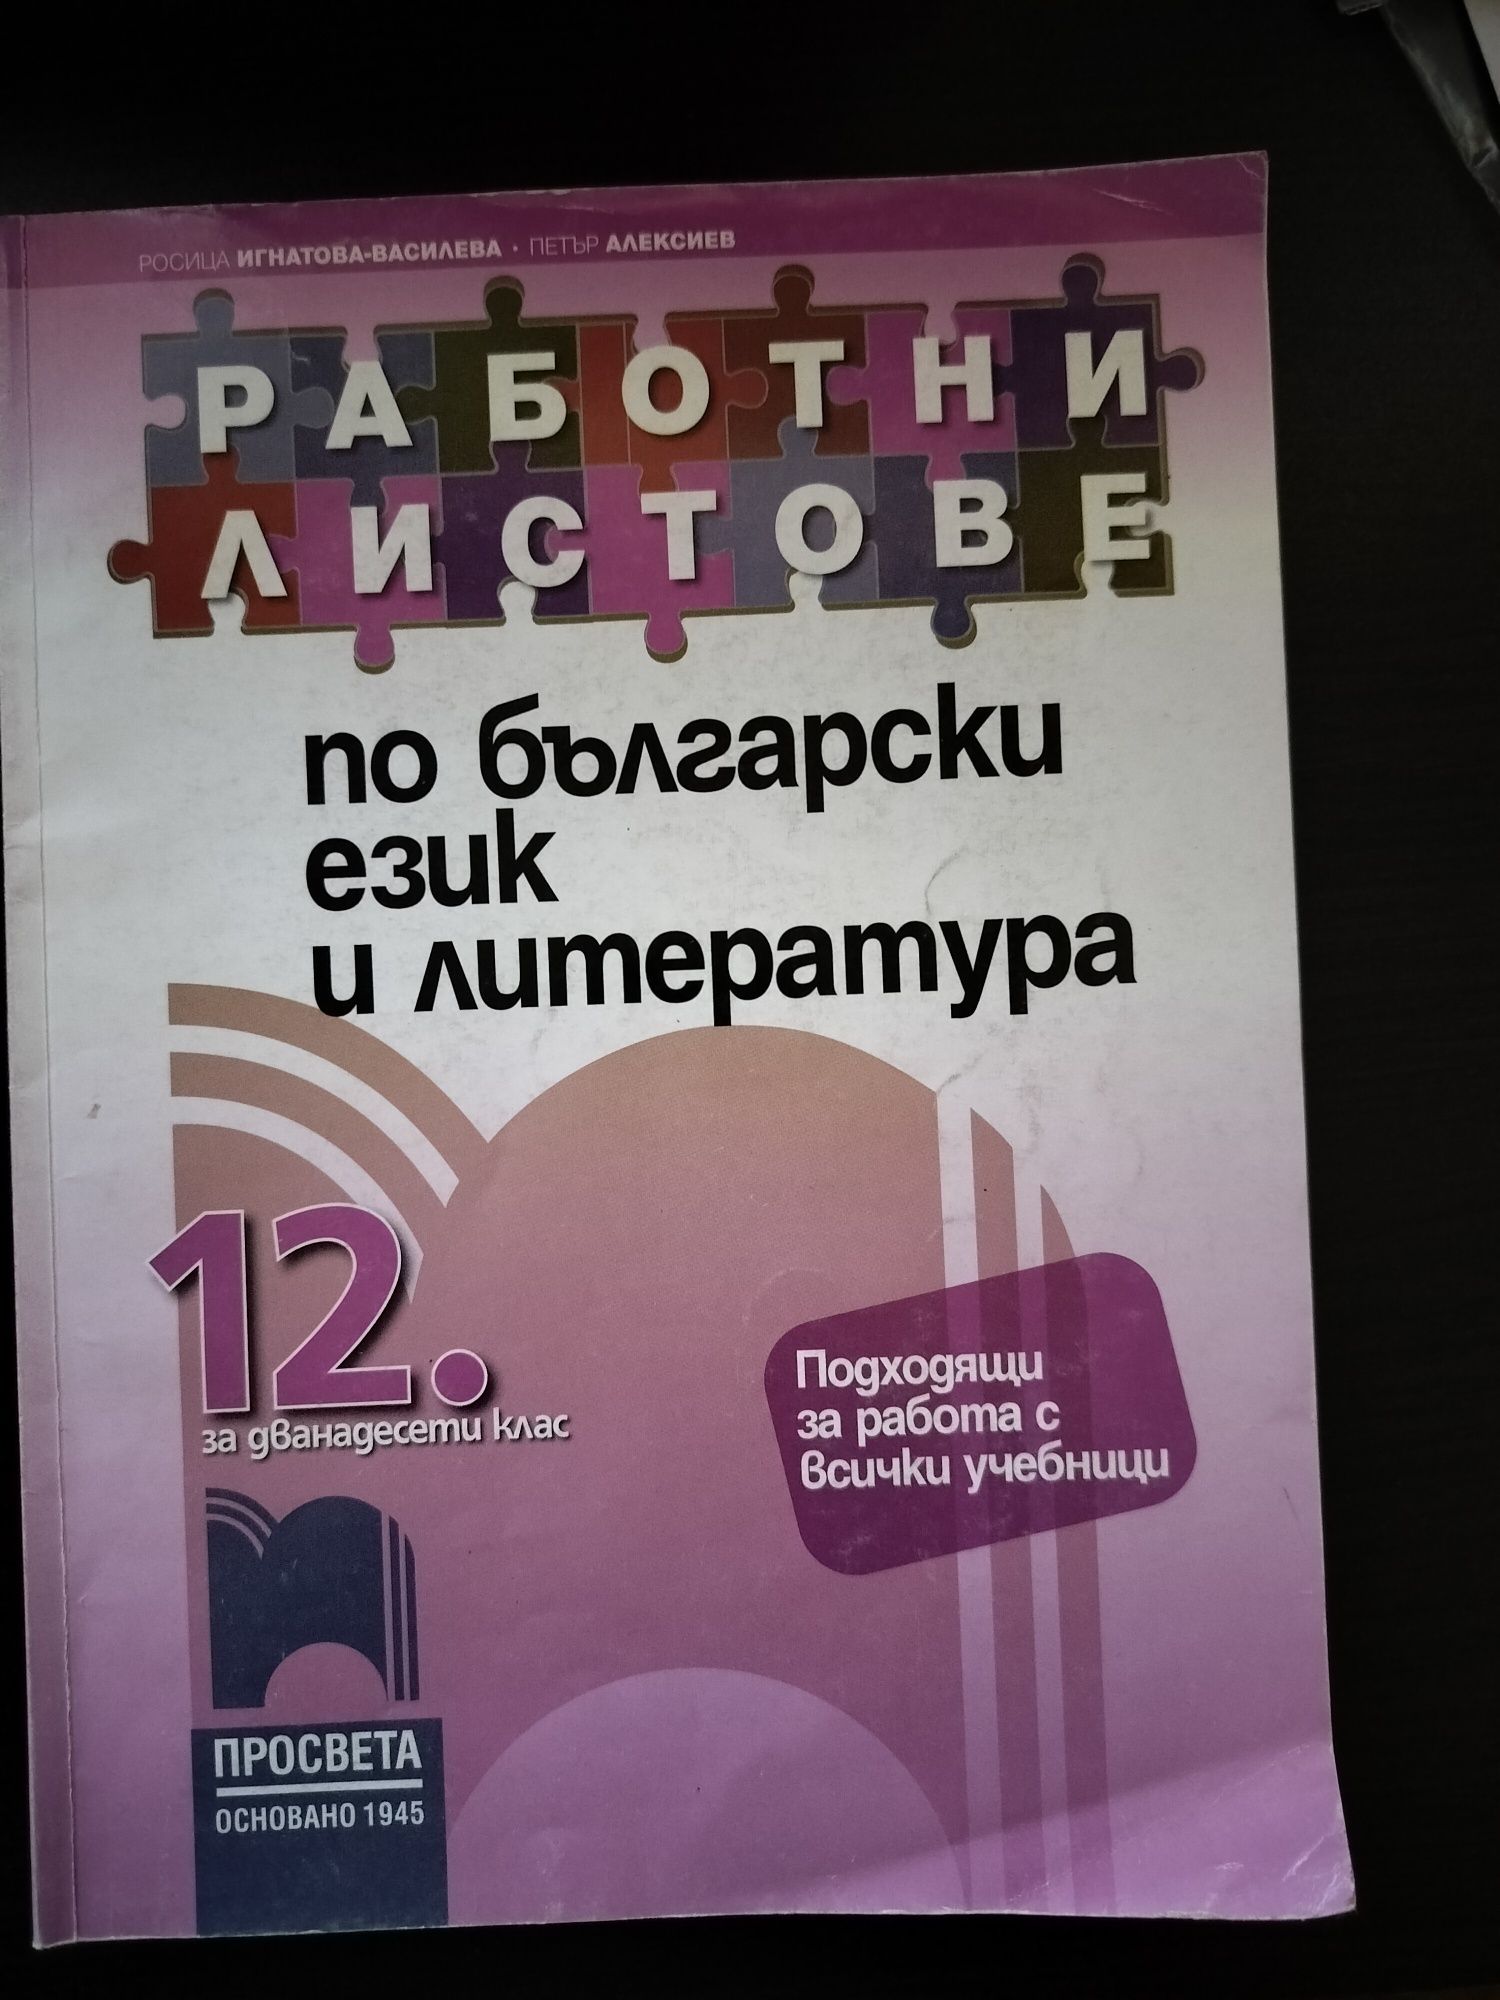 РОСИЦА ИГНАТОВА-ВАСИЛЕВА • ПЕТЪР АЛЕКСИЕВ
РАБОТНИ
ЛИСТОВЕ
по български
език
и литература
12.
за дванадесети клас
Подходящи
за работа с
всички учебници
ПРОСВЕТА
ОСНОВАНО 1945